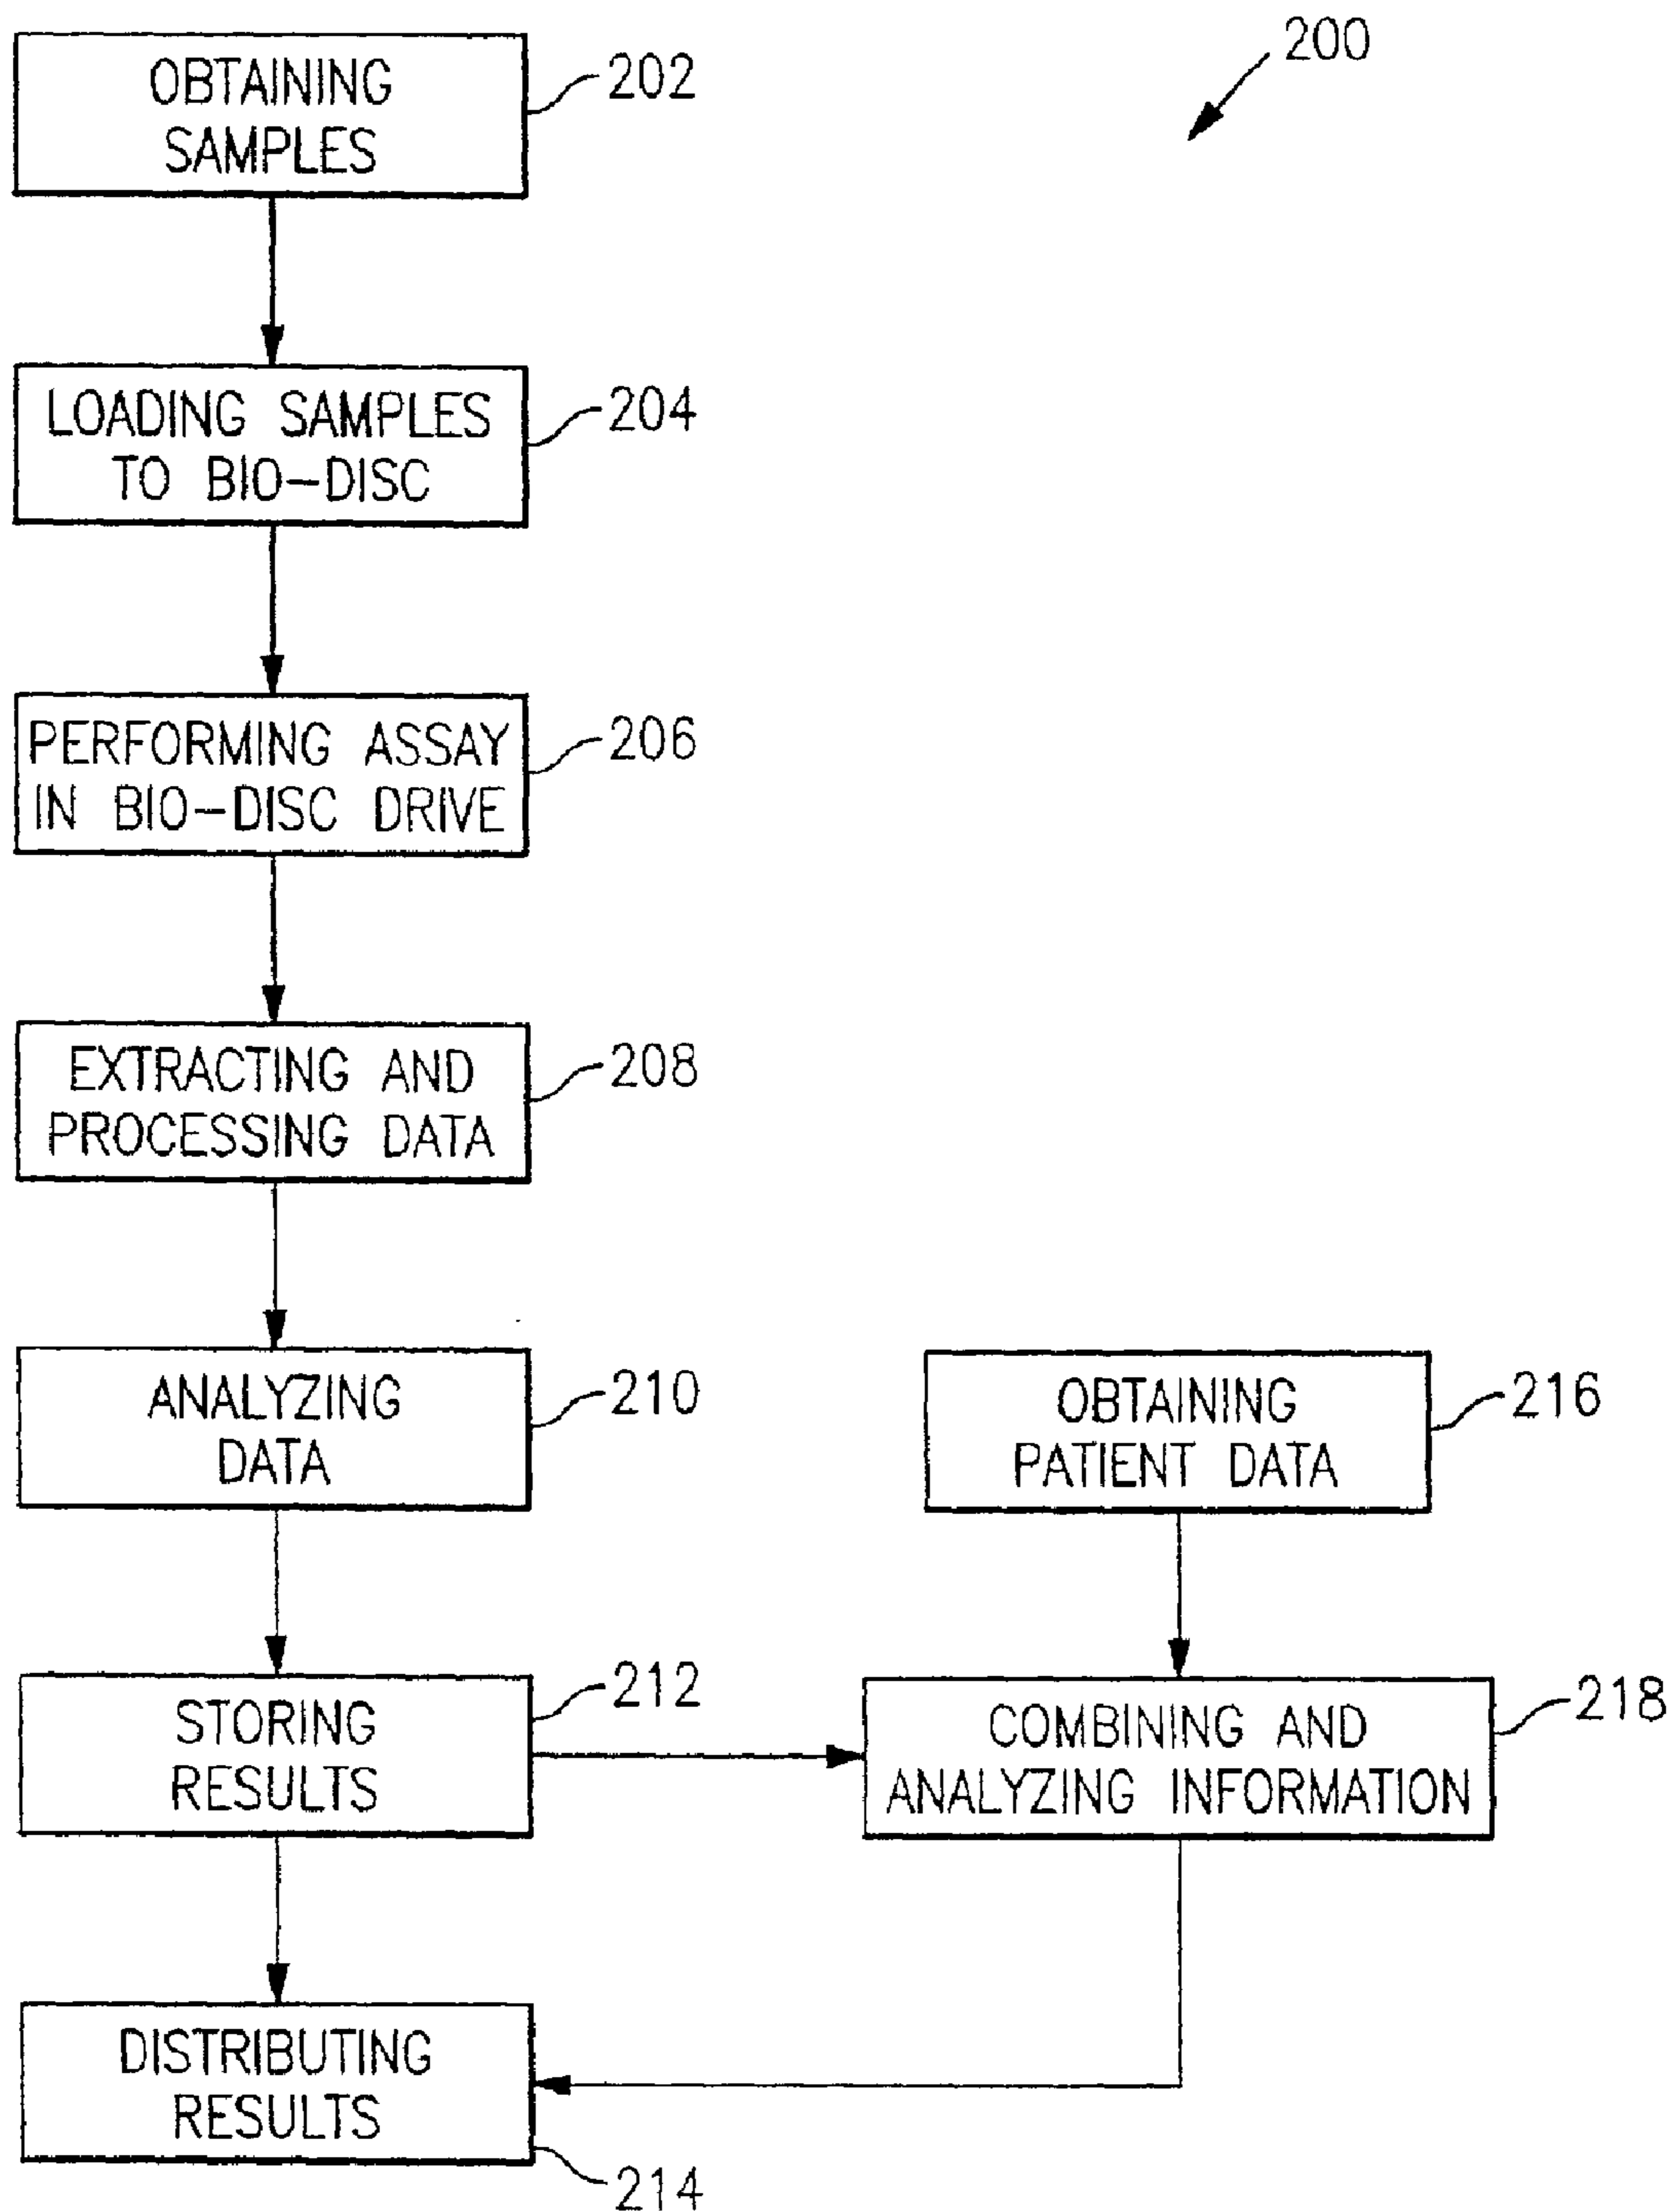 200
OBTAINING
SAMPLES
202
LOADING SAMPLES
TO BIO-DISC
204
PERFORMING ASSAY
IN BIO-DISC DRIVE
206
EXTRACTING AND
PROCESSING DATA
208
ANALYZING
DATA
210
OBTAINING
PATIENT DATA
216
STORING
RESULTS
212
COMBINING AND
ANALYZING INFORMATION
218
DISTRIBUTING
RESULTS
214